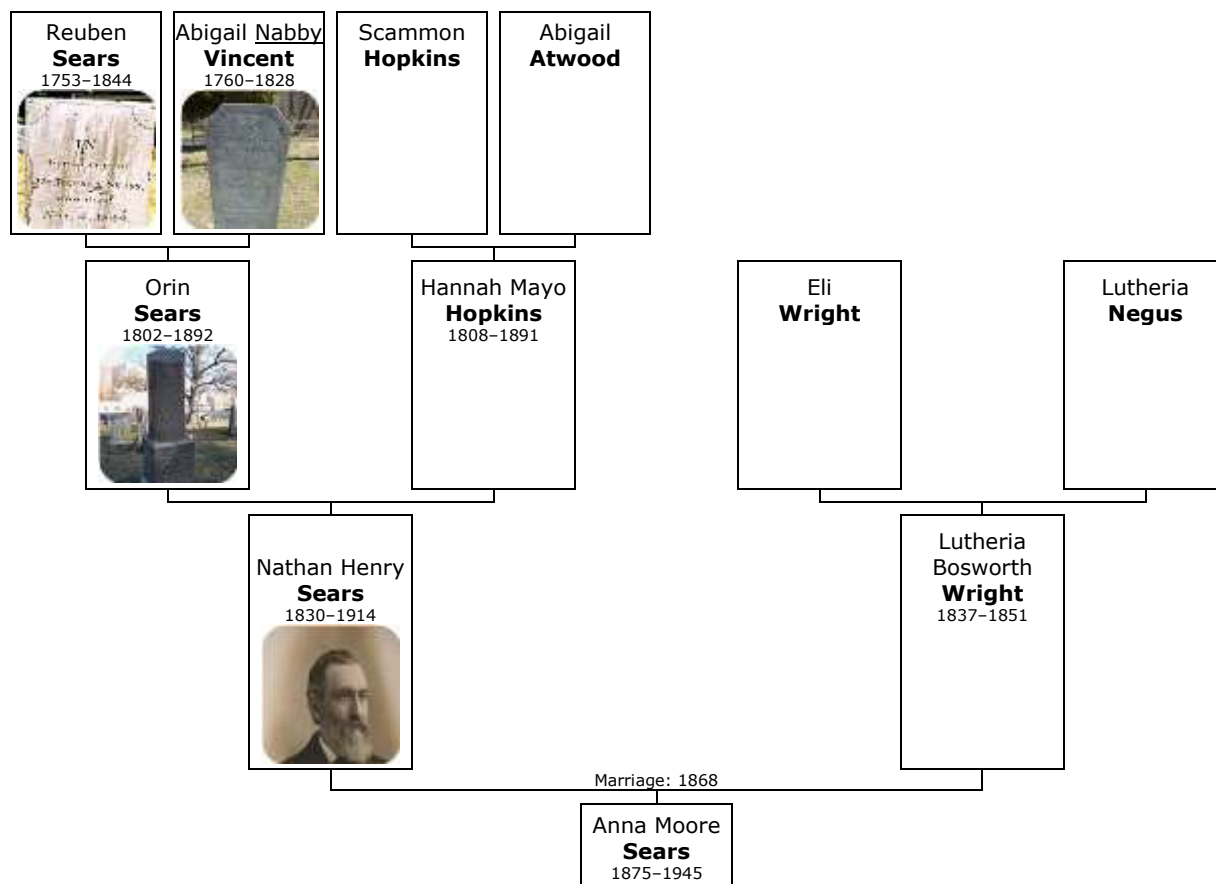 Reuben
Sears
1753–1844
Abigail Nabby
Vincent
1760–1828
Scammon
Hopkins
Abigail
Atwood
IN
Orin
Sears
1802–1892
Hannah Mayo
Hopkins
1808–1891
Eli
Wright
Lutheria
Negus
Nathan Henry
Sears
1830–1914
Lutheria
Bosworth
Wright
1837–1851
Marriage: 1868
Anna Moore
Sears
1875–1945